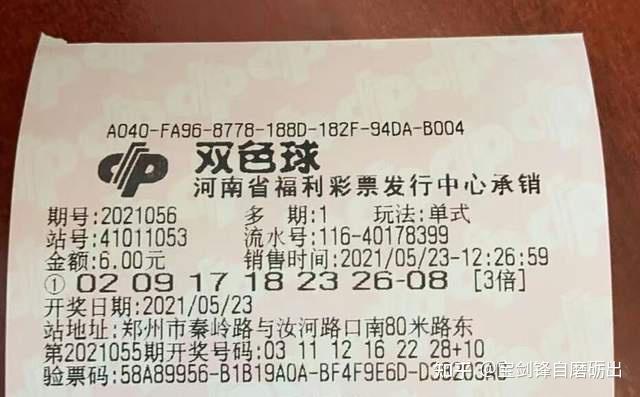 A040-FA96-8778-188D-182F-94DA-B004
双色球
河南省福利彩票发行中心承销
期号:2021056 多 期:1 玩法:单式
站号:41011053 流水号:116-40178399
金额:6.00元 销售时间:2021/05/23-12:26:59
① 02 09 17 18 23 26-08 [3倍]
开奖日期:2021/05/23
站地址:郑州市秦岭路与汝河路口南80米路东
第2021055期开奖号码:03 11 12 16 22 28+10
验票码:58A89956-B1B19A0A-BF4F9E6D-
知乎 @宝剑锋自磨砺出